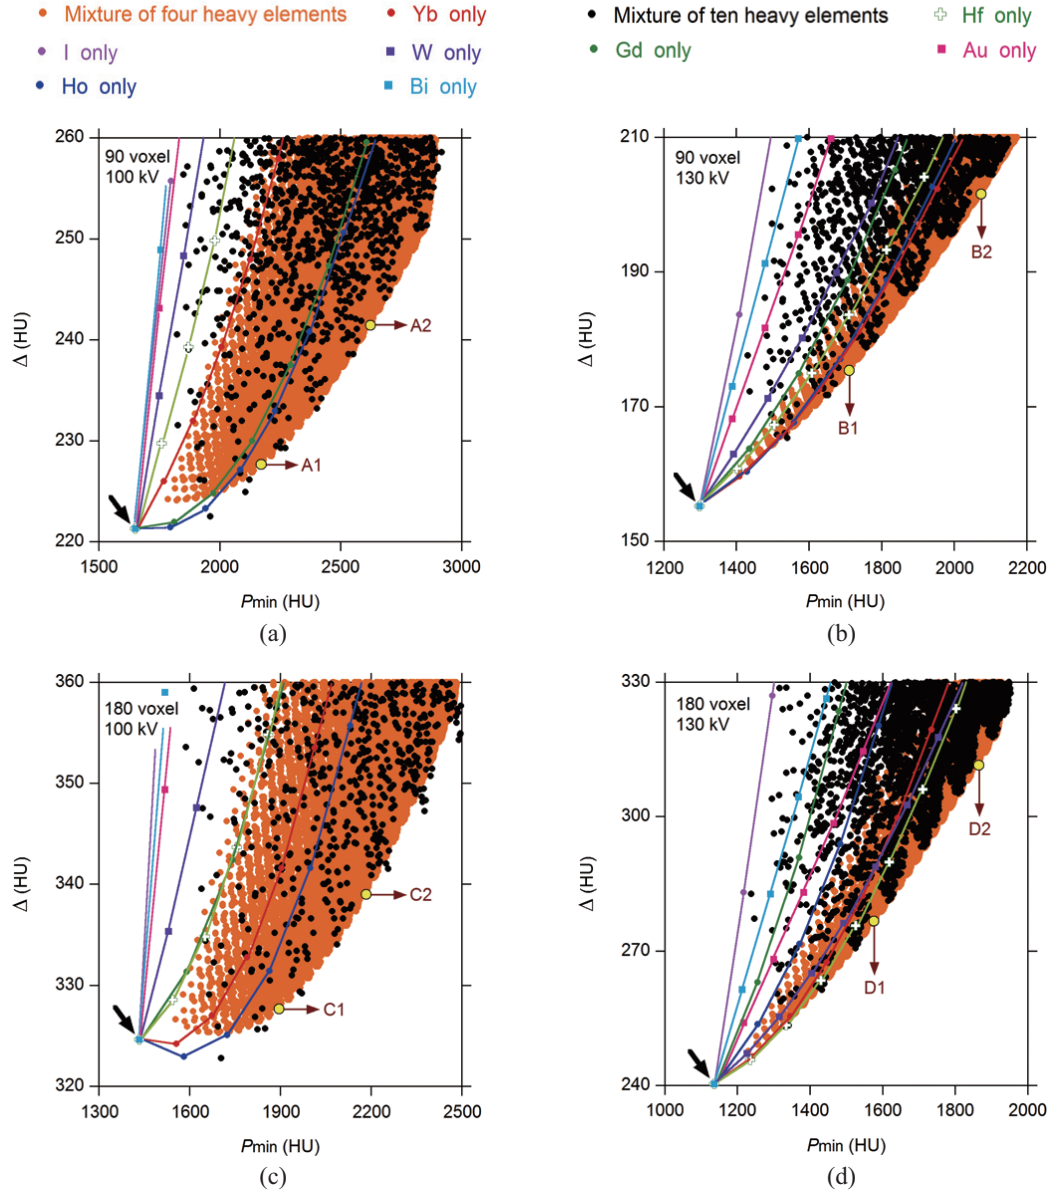 Mixture of four heavy elements
Yb only
Mixture of ten heavy elements
Hf only
I only
W only
Gd only
Au only
Ho only
Bi only
260
250
240
230
220
Δ (HU)
90 voxel
100 kV
A2
A1
1500
2000
2500
3000
Pmin (HU)
(a)
210
190
170
150
Δ (HU)
90 voxel
130 kV
B2
B1
1200
1400
1600
1800
2000
2200
Pmin (HU)
(b)
360
350
340
330
320
Δ (HU)
180 voxel
100 kV
C2
C1
1300
1600
1900
2200
2500
Pmin (HU)
(c)
330
300
270
240
Δ (HU)
180 voxel
130 kV
D2
D1
1000
1200
1400
1600
1800
2000
Pmin (HU)
(d)